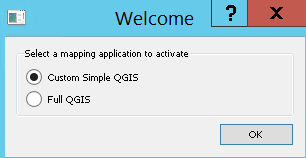 Welcome
?
X
Select a mapping application to activate
Custom Simple QGIS
Full QGIS
OK